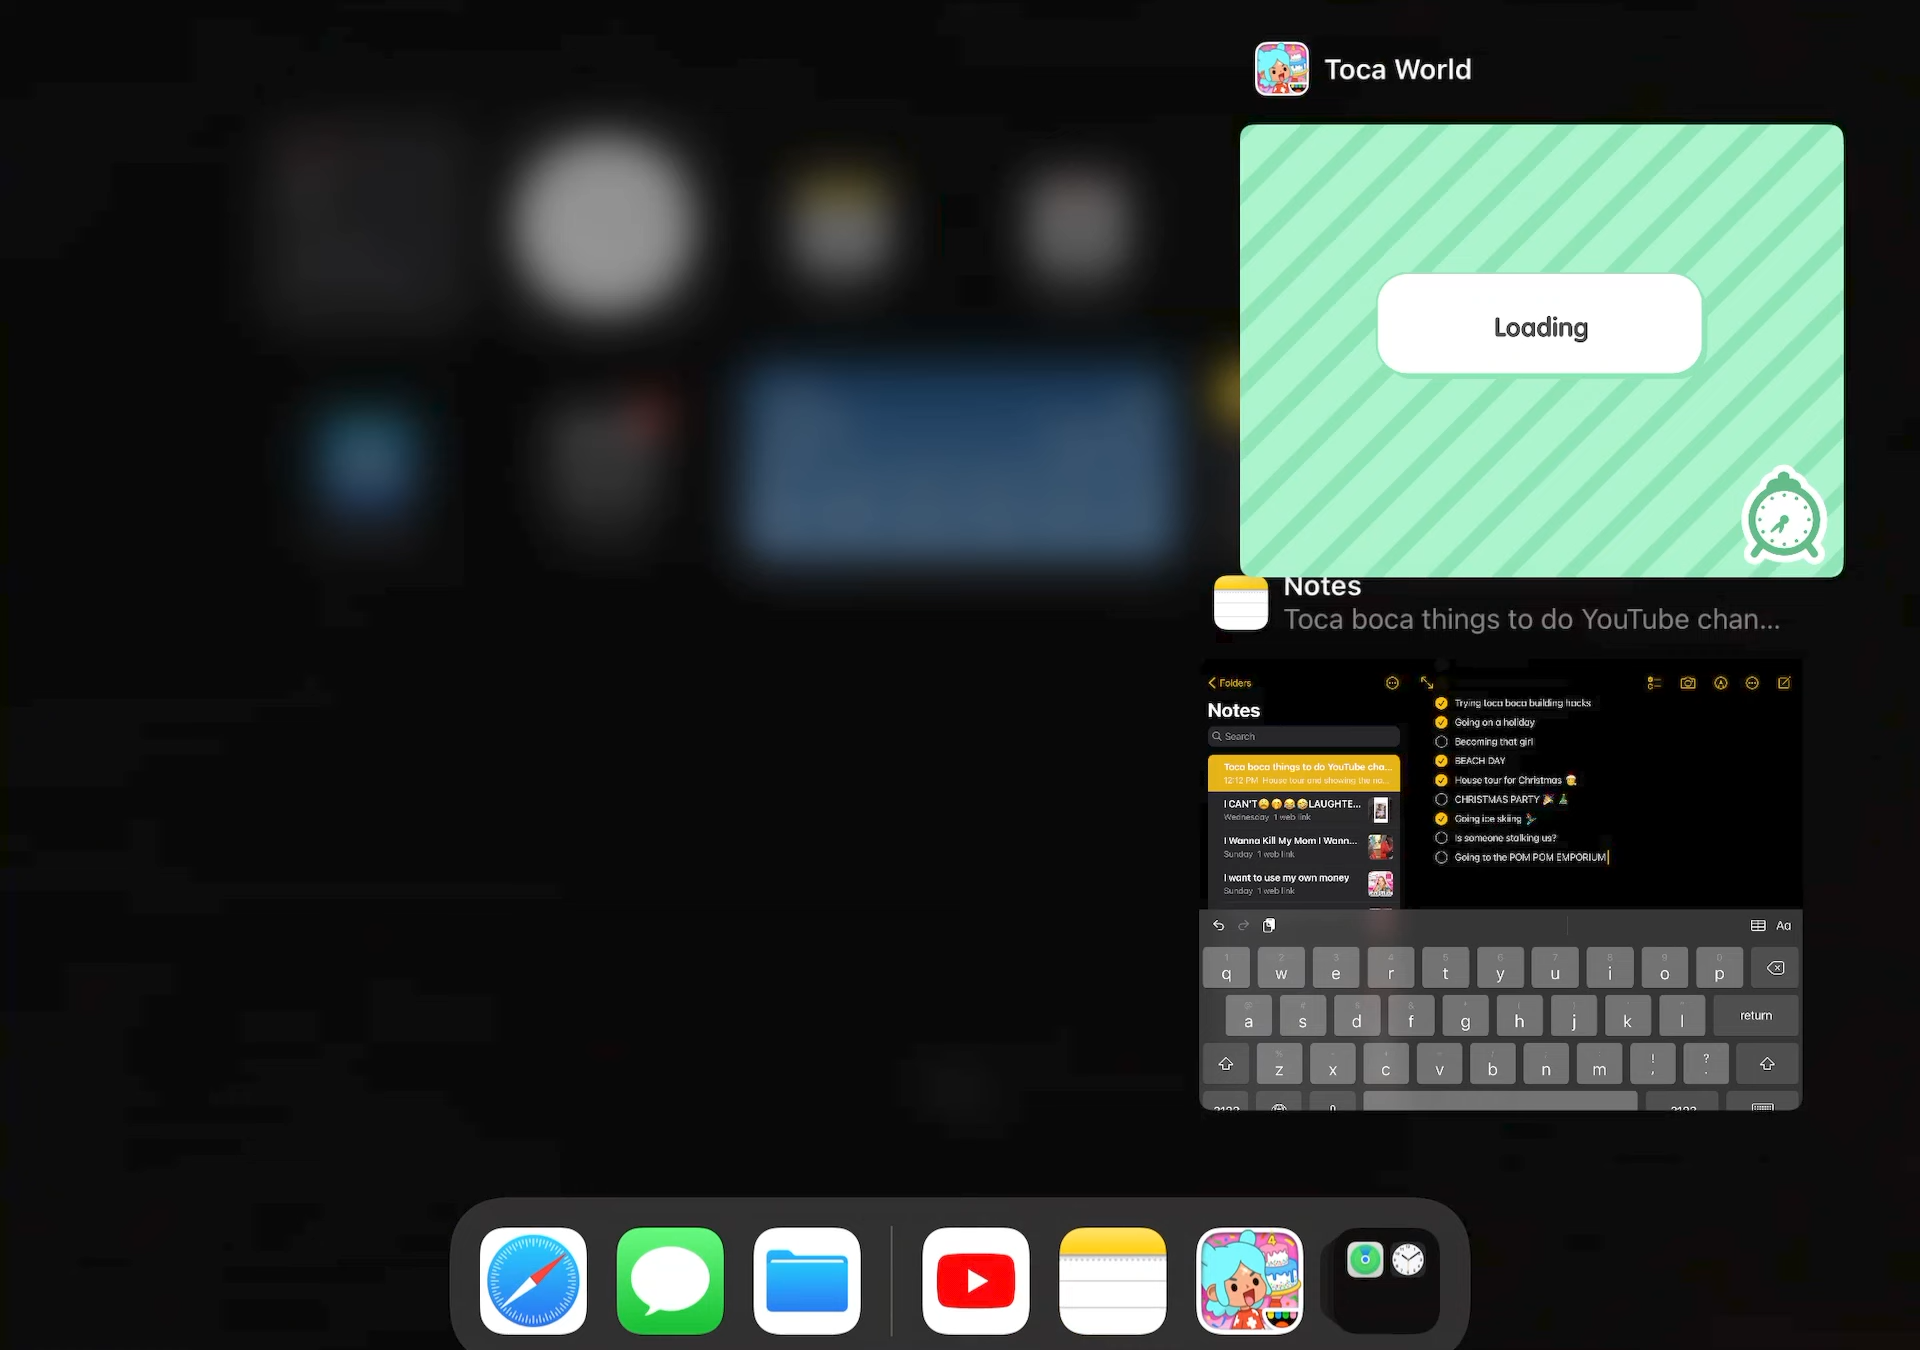 Toca World
Loading
Notes
Toca boca things to do YouTube chan...
Folders
Notes
Search
Toca boca things to do YouTube cha...
12:12 PM House tour and showing the na...
I CAN'T😩🤭😂🤣LAUGHTE...
Wednesday 1 web link
I Wanna Kill My Mom I Wann...
Sunday 1 web link
I want to use my own money
Sunday 1 web link
Trying toca boca building hacks
Going on a holiday
Becoming that girl
BEACH DAY
House tour for Christmas 🤶
CHRISTMAS PARTY 🎉🎄
Going ice skiing ⛷
Is someone stalking us?
Going to the POM POM EMPORIUM
Aa
q w e r t y u i o p
a s d f g h j k l return
z x c v b n m ! , ? .
.?123 .?123
4